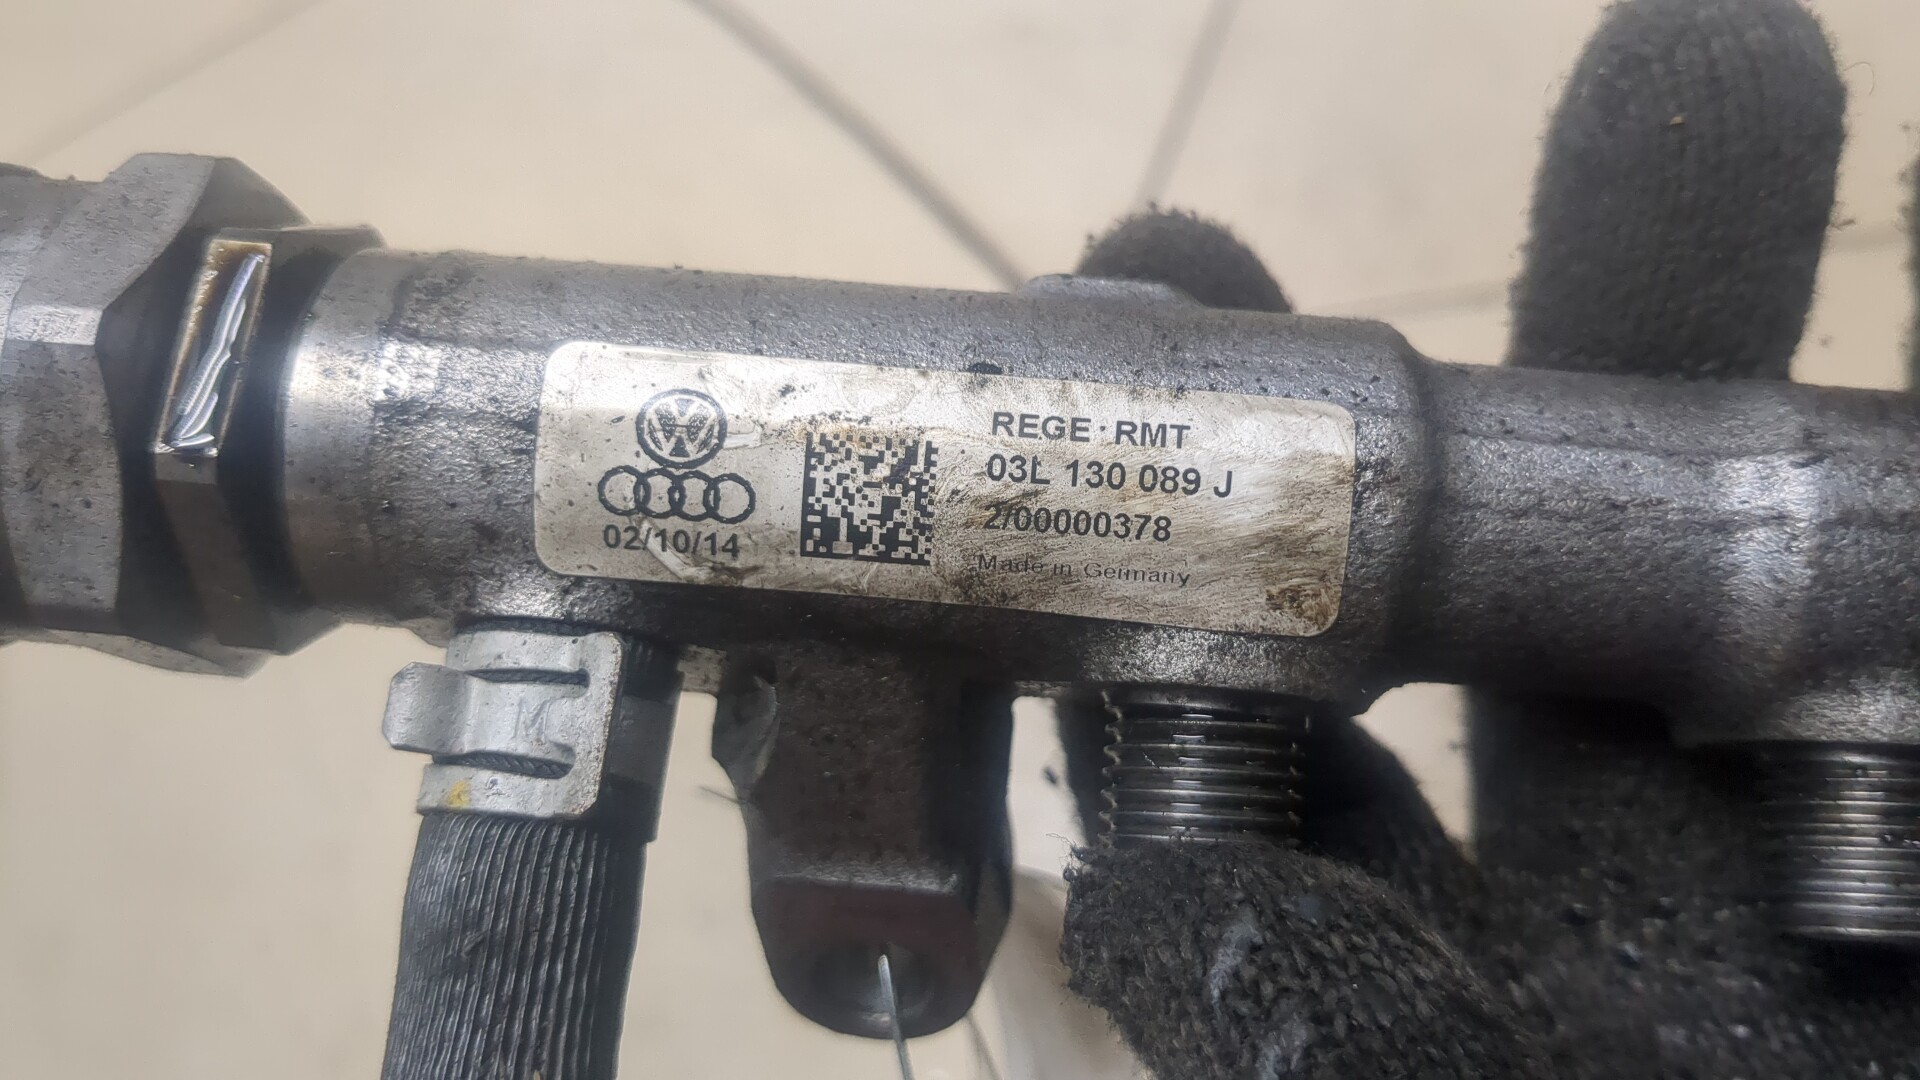 REGE·RMT
03L 130 089 J
2/00000378
Made in Germany
02/10/14
M